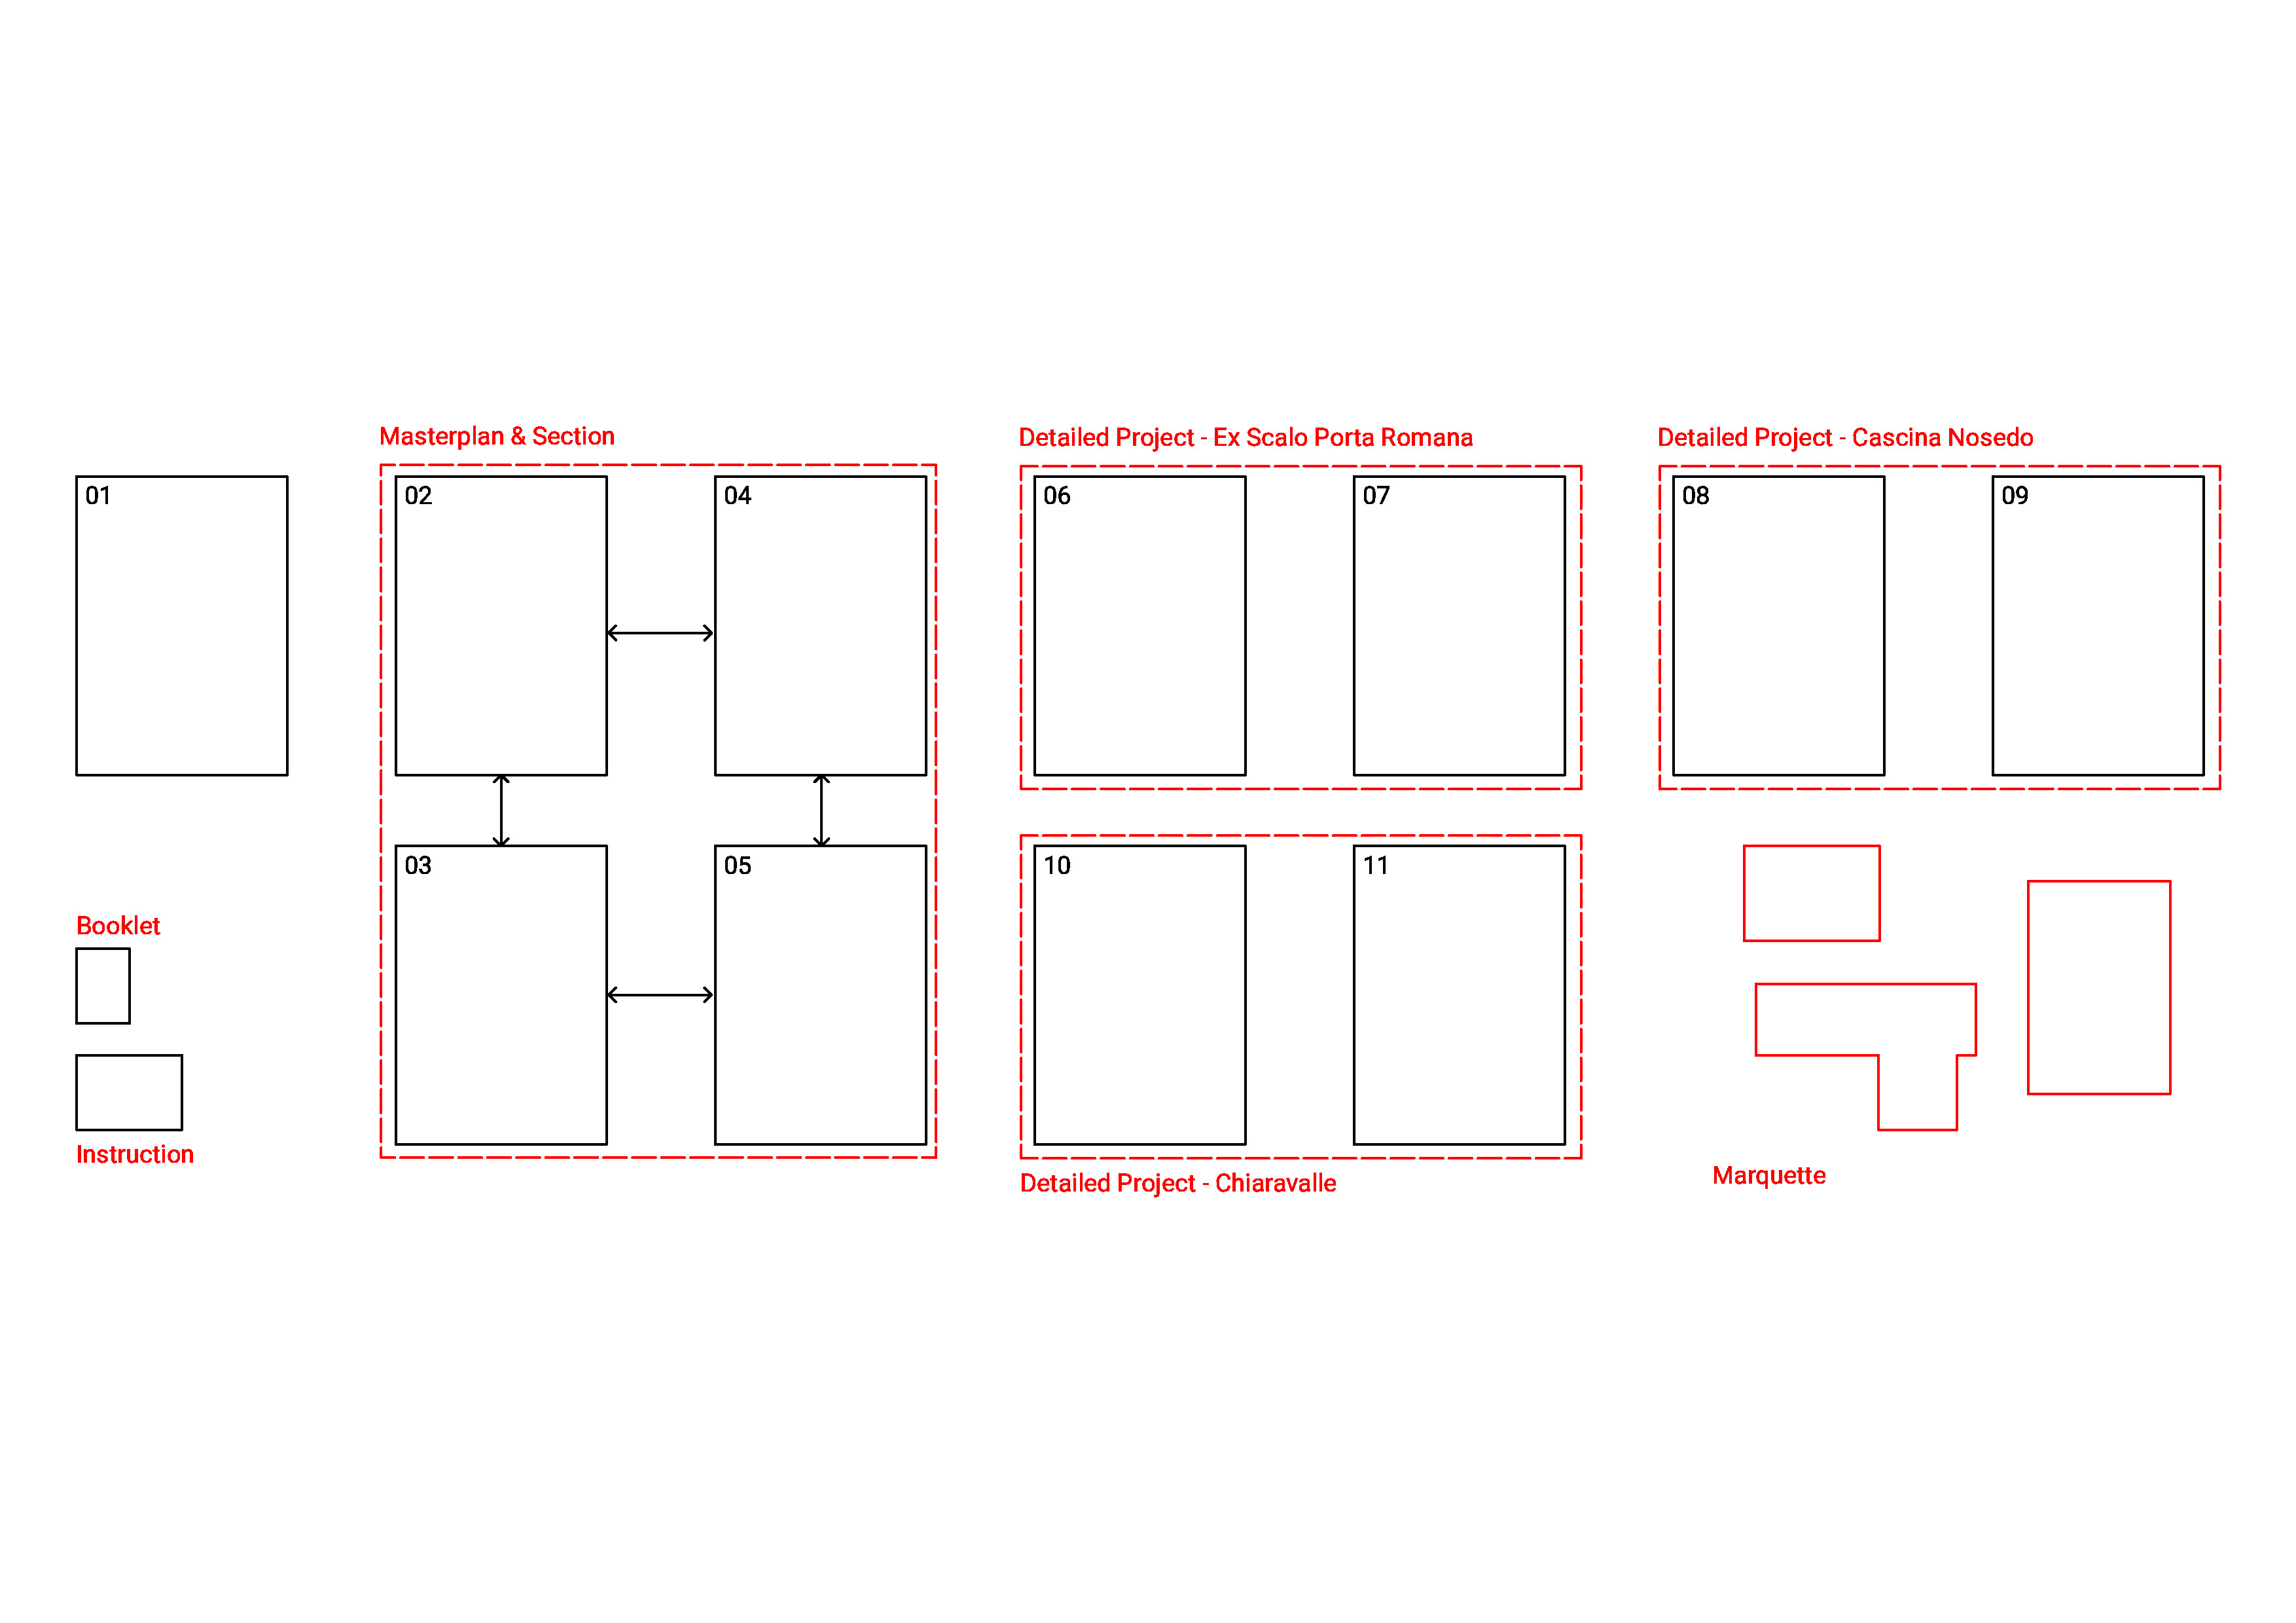 Masterplan & Section
Detailed Project - Ex Scalo Porta Romana
Detailed Project - Cascina Nosedo
01
02
04
06
07
08
09
03
05
10
11
Booklet
Instruction
Detailed Project - Chiaravalle
Marquette